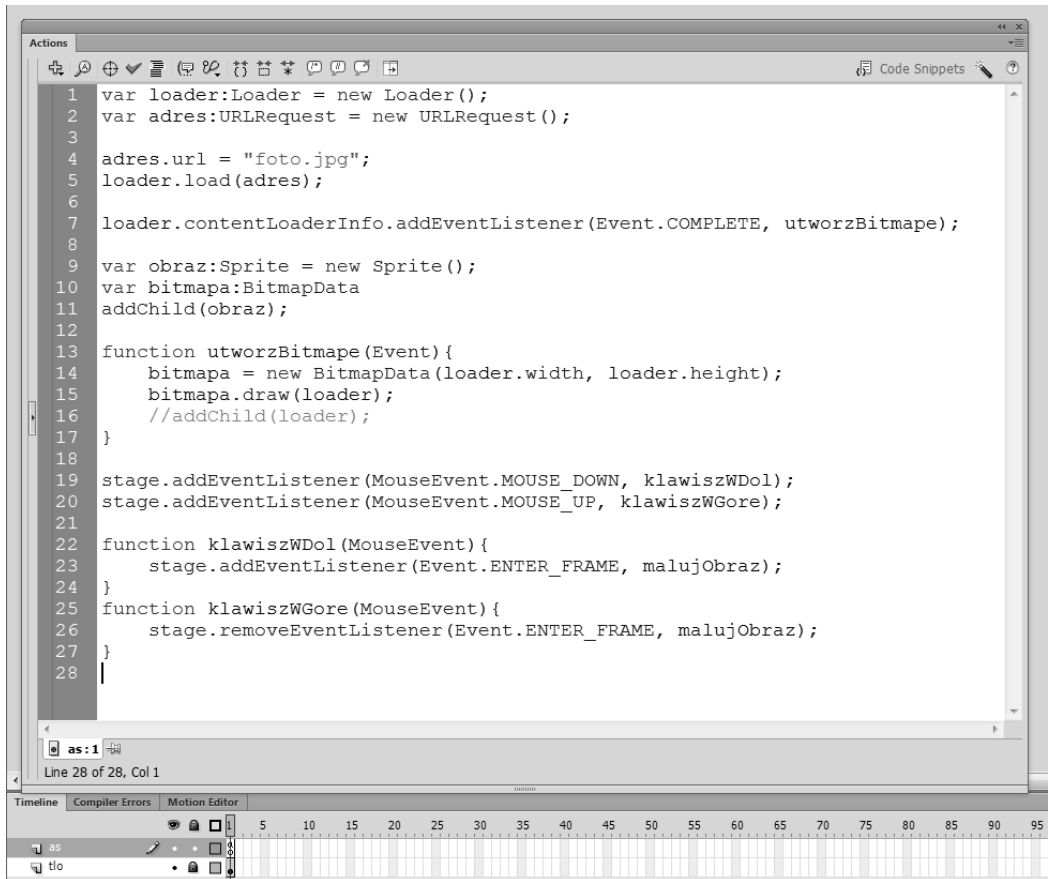 Actions
Code Snippets
1 var loader:Loader = new Loader();
2 var adres:URLRequest = new URLRequest();
3
4 adres.url = "foto.jpg";
5 loader.load(adres);
6
7 loader.contentLoaderInfo.addEventListener(Event.COMPLETE, utworzBitmape);
8
9 var obraz:Sprite = new Sprite();
10 var bitmapa:BitmapData
11 addChild(obraz);
12
13 function utworzBitmape(Event){
14 bitmapa = new BitmapData(loader.width, loader.height);
15 bitmapa.draw(loader);
16 //addChild(loader);
17 }
18
19 stage.addEventListener(MouseEvent.MOUSE_DOWN, klawiszWDol);
20 stage.addEventListener(MouseEvent.MOUSE_UP, klawiszWGore);
21
22 function klawiszWDol(MouseEvent){
23 stage.addEventListener(Event.ENTER_FRAME, malujObraz);
24 }
25 function klawiszWGore(MouseEvent){
26 stage.removeEventListener(Event.ENTER_FRAME, malujObraz);
27 }
28
as:1
Line 28 of 28, Col 1
Timeline Compiler Errors Motion Editor
1 5 10 15 20 25 30 35 40 45 50 55 60 65 70 75 80 85 90 95
as
tlo